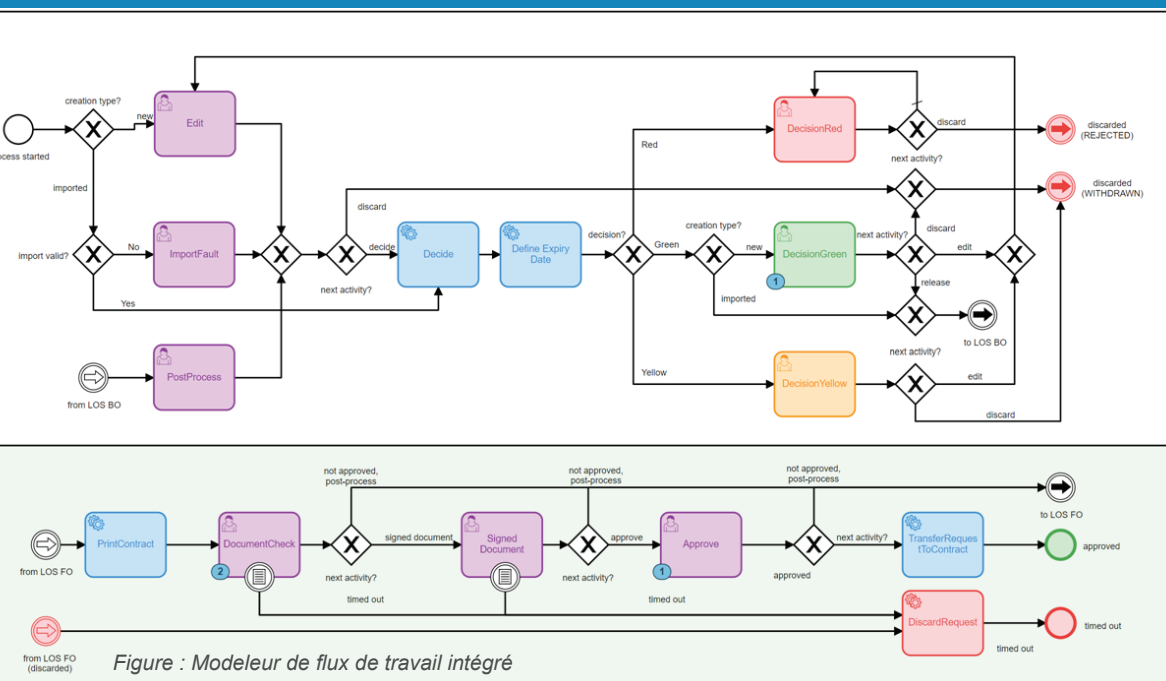 creation type?
new
Edit
ocess started
imported
import valid?
No
ImportFault
Yes
PostProcess
from LOS BO
discard
decide
next activity?
Decide
Define Expiry
Date
decision?
Red
Green
Yellow
creation type?
new
imported
DecisionRed
next activity?
discard
discarded
(REJECTED)
discarded
(WITHDRAWN)
DecisionGreen
1
next activity?
discard
edit
release
to LOS BO
DecisionYellow
next activity?
edit
discard
from LOS FO
PrintContract
DocumentCheck
2
not approved,
post-process
next activity?
signed document
timed out
Signed
Document
not approved,
post-process
next activity?
approve
timed out
Approve
1
not approved,
post-process
next activity?
approved
TransferReques
tToContract
to LOS FO
approved
DiscardRequest
timed out
timed out
from LOS FO
(discarded)
Figure : Modeleur de flux de travail intégré